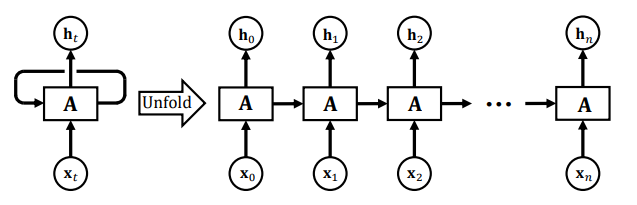 h_t h_0 h_1 h_2 h_n
A Unfold A A A ••• A
x_t x_0 x_1 x_2 x_n